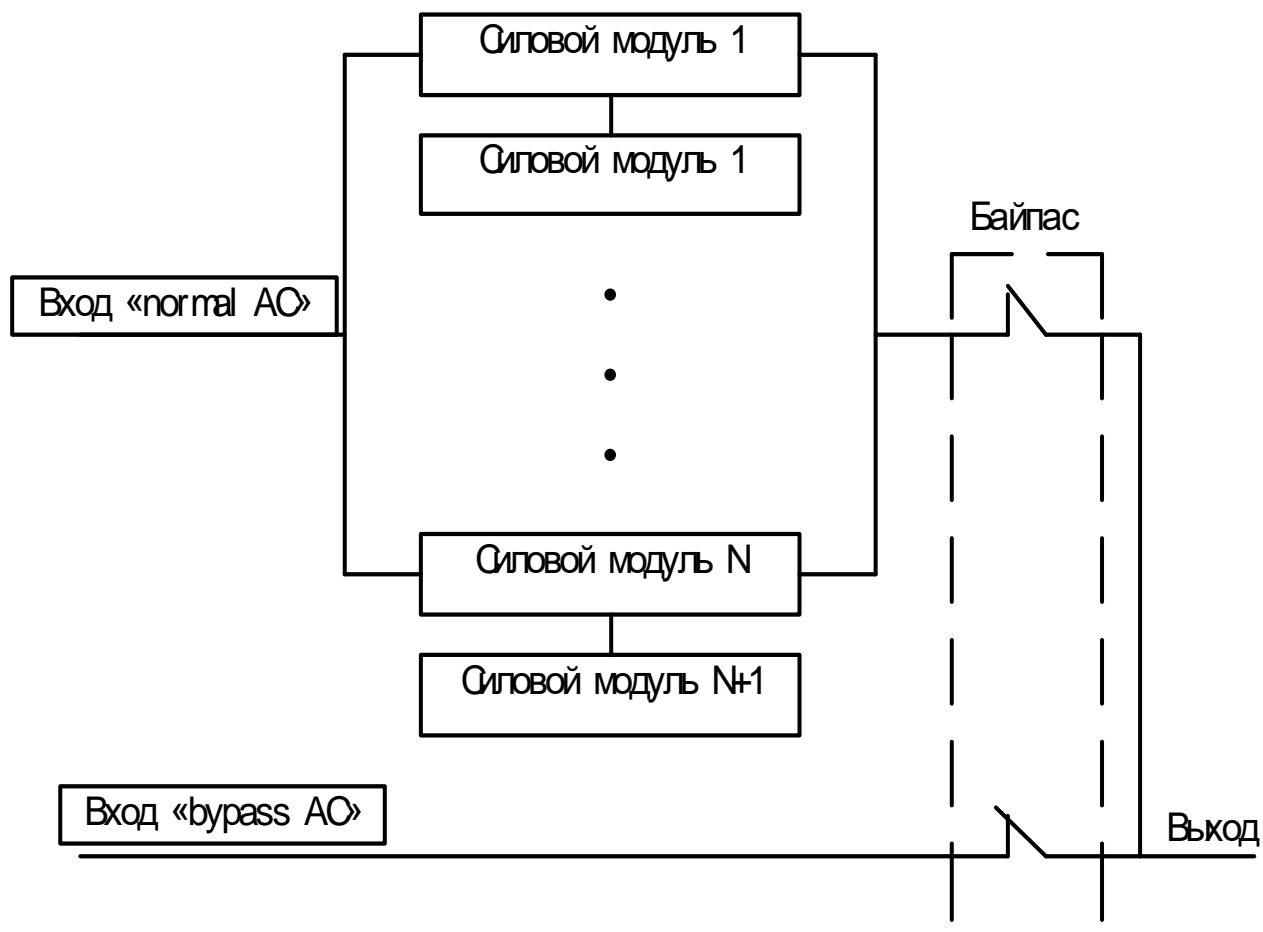 Силовой модуль 1
Силовой модуль 1
Байпас
Вход «normal AC»
Силовой модуль N
Силовой модуль N+1
Вход «bypass AC»
Выход